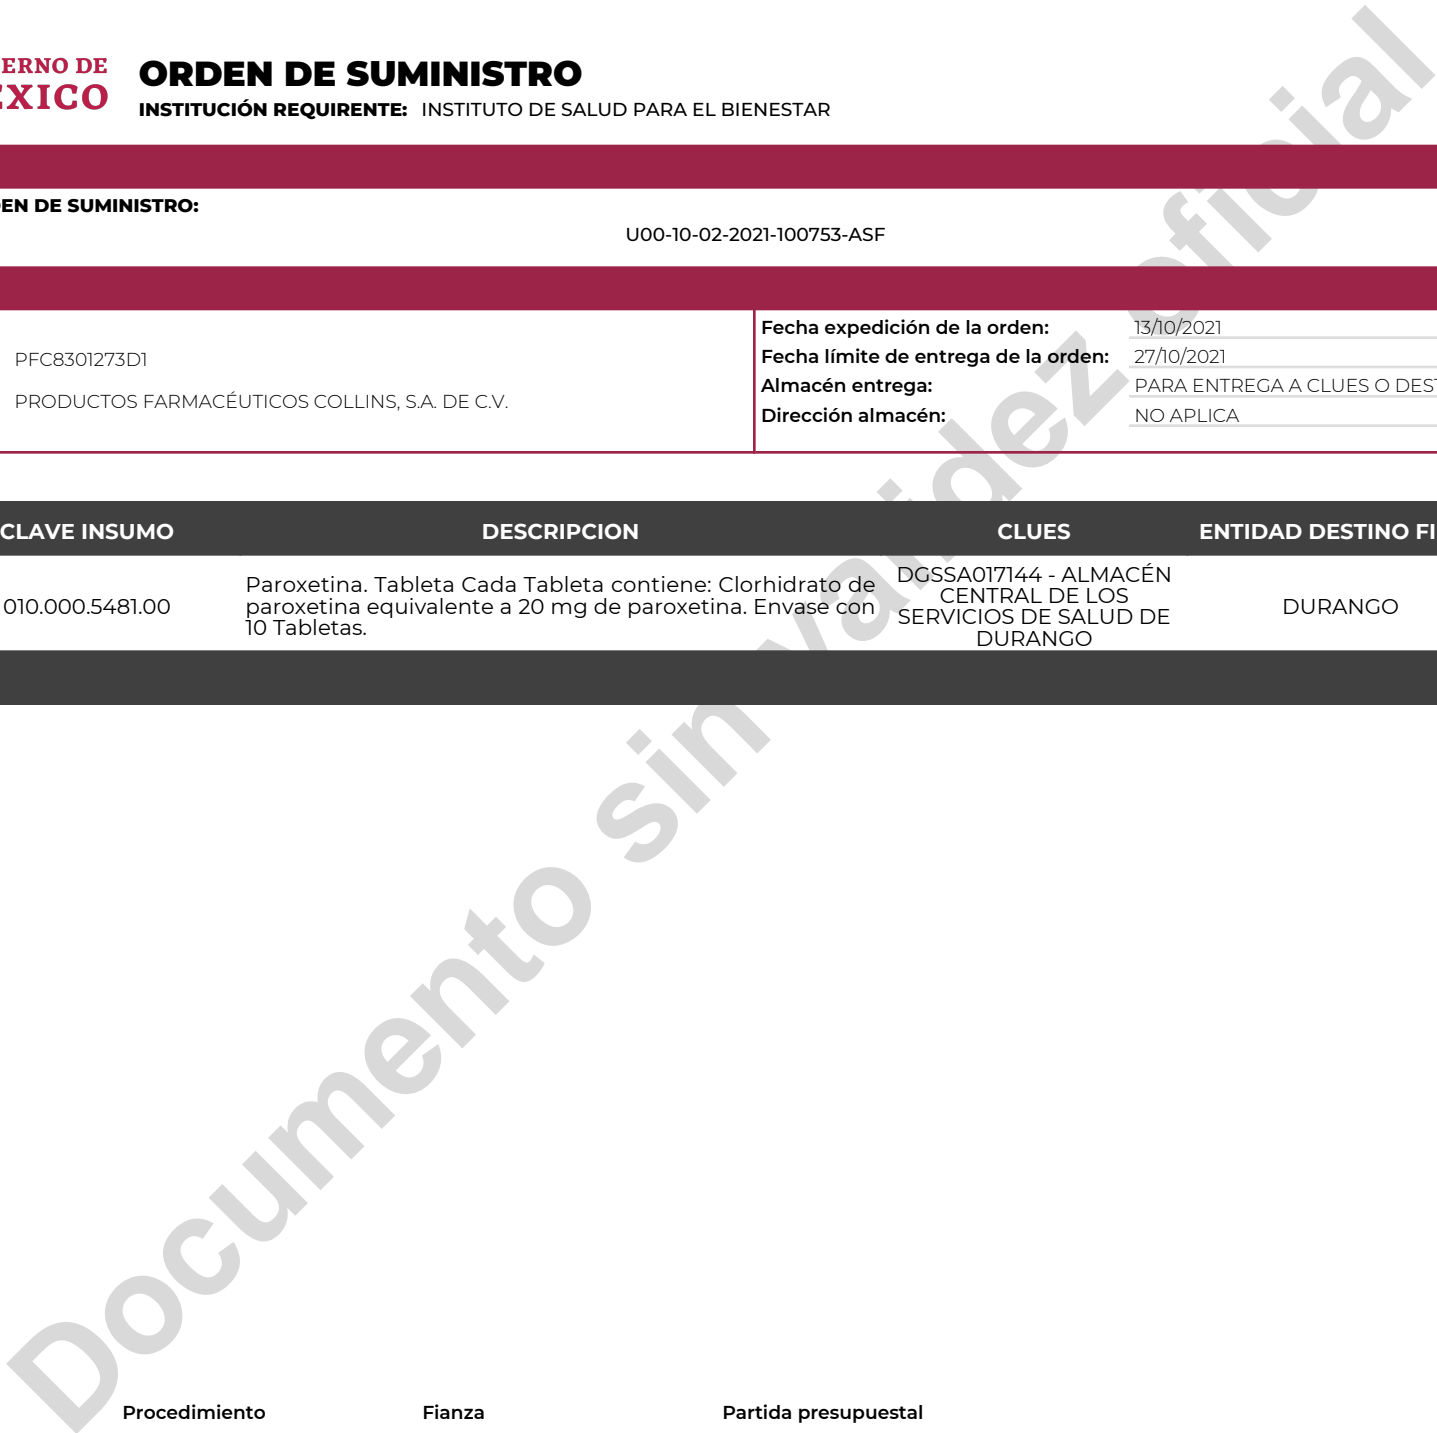 ERNO DE
ORDEN DE SUMINISTRO
INSTITUCIÓN REQUIRENTE: INSTITUTO DE SALUD PARA EL BIENESTAR
EXICO
EN DE SUMINISTRO:
U00-10-02-2021-100753-ASF
PFC8301273D1
PRODUCTOS FARMACÉUTICOS COLLINS, S.A. DE C.V.
Fecha expedición de la orden: 13/10/2021
Fecha límite de entrega de la orden: 27/10/2021
Almacén entrega: PARA ENTREGA A CLUES O DEST
Dirección almacén: NO APLICA
CLAVE INSUMO DESCRIPCION CLUES ENTIDAD DESTINO FI
010.000.5481.00
Paroxetina. Tableta Cada Tableta contiene: Clorhidrato de
paroxetina equivalente a 20 mg de paroxetina. Envase con
10 Tabletas.
DGSSA017144 - ALMACÉN
CENTRAL DE LOS
SERVICIOS DE SALUD DE
DURANGO
DURANGO
Documento sin validez oficial
Procedimiento Fianza Partida presupuestal